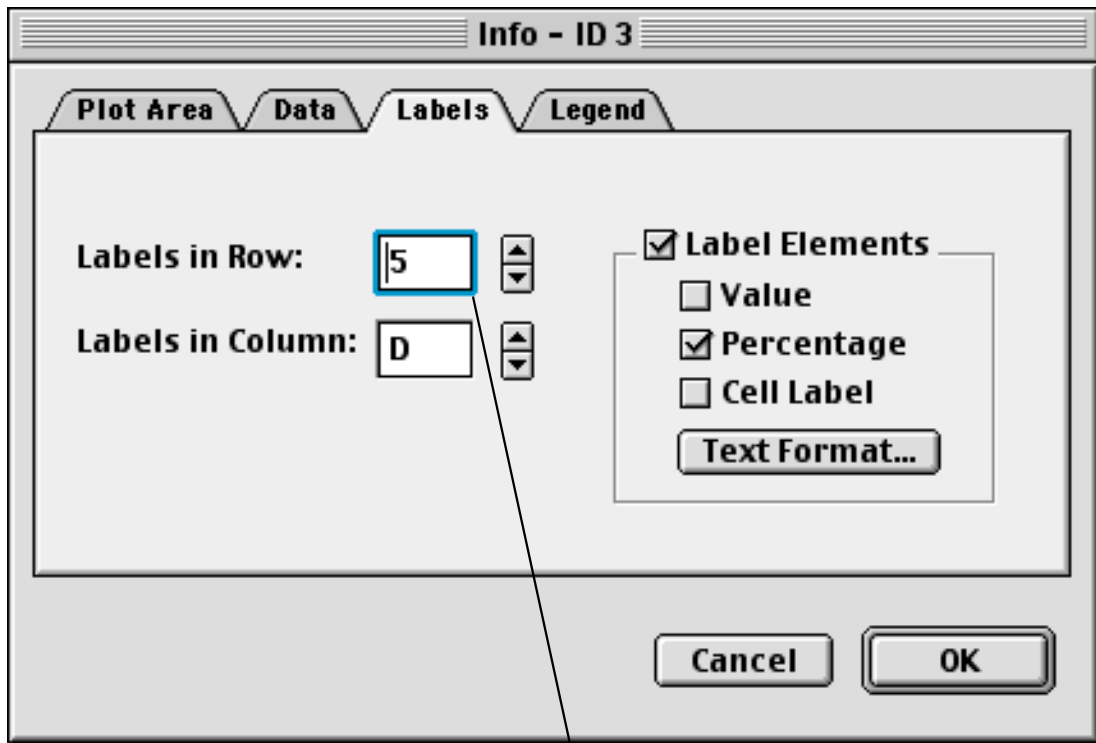 Info - ID 3
Plot Area Data Labels Legend
Labels in Row: 5
Labels in Column: D
Label Elements
Value
Percentage
Cell Label
Text Format...
Cancel OK